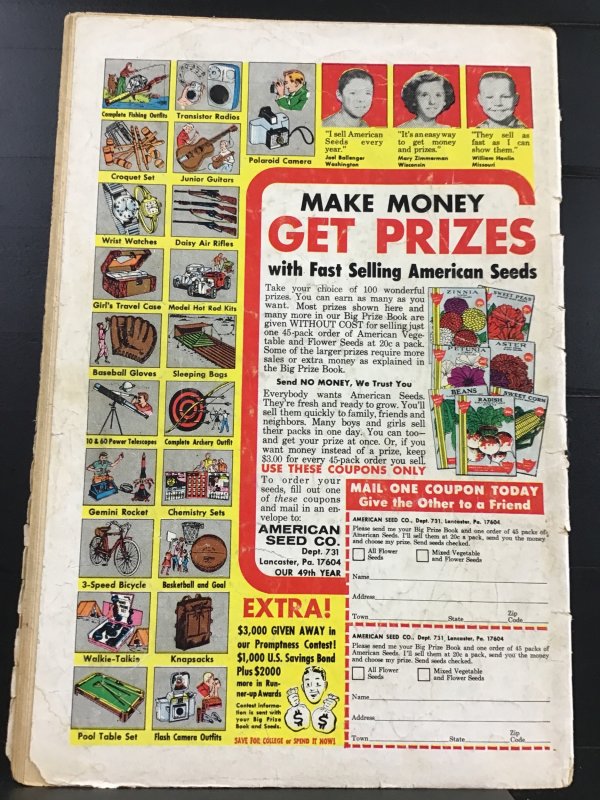 Complete Fishing Outfits
Transistor Radios
Polaroid Camera
"I sell American
Seeds every
year."
Joel Ballenger
Washington
"It's an easy way
to get money
and prizes."
Mary Zimmerman
Wisconsin
"They sell as
fast as I can
show them."
William Hanlin
Missouri
Croquet Set
Junior Guitars
Wrist Watches
Daisy Air Rifles
Girl's Travel Case
Model Hot Rod Kits
Baseball Gloves
Sleeping Bags
10 & 60 Power Telescopes
Complete Archery Outfit
Gemini Rocket
Chemistry Sets
3-Speed Bicycle
Basketball and Goal
Walkie-Talkie
Knapsacks
Pool Table Set
Flash Camera Outfits
MAKE MONEY
GET PRIZES
with Fast Selling American Seeds
Take your choice of 100 wonderful
prizes. You can earn as many as you
want. Most prizes shown here and
many more in our Big Prize Book are
given WITHOUT COST for selling just
one 45-pack order of American Vege-
table and Flower Seeds at 20c a pack.
Some of the larger prizes require more
sales or extra money as explained in
the Big Prize Book.
Send NO MONEY, We Trust You
Everybody wants American Seeds.
They're fresh and ready to grow. You'll
sell them quickly to family, friends and
neighbors. Many boys and girls sell
their packs in one day. You can too—
and get your prize at once. Or, if you
want money instead of a prize, keep
$3.00 for every 45-pack order you sell.
ZINNIA
SWEET PEAS
PETUNIA
ASTER
BEANS
RADISH
SWEET CORN
USE THESE COUPONS ONLY
To order your
seeds, fill out one
of these coupons
and mail in an en-
velope to:
AMERICAN
SEED CO.
Dept. 731
Lancaster, Pa. 17604
OUR 49th YEAR
MAIL ONE COUPON TODAY
Give the Other to a Friend
AMERICAN SEED CO., Dept. 731, Lancaster, Pa. 17604
Please send me your Big Prize Book and one order of 45 packs of
American Seeds. I'll sell them at 20c a pack, send you the money
and choose my prize. Send seeds checked.
All Flower
Seeds
Mixed Vegetable
and Flower Seeds
Name
Address
Town State Zip Code
AMERICAN SEED CO., Dept. 731, Lancaster, Pa. 17604
Please send me your Big Prize Book and one order of 45 packs of
American Seeds. I'll sell them at 20c a pack, send you the money
and choose my prize. Send seeds checked.
All Flower
Seeds
Mixed Vegetable
and Flower Seeds
Name
Address
Town State Zip Code
EXTRA!
$3,000 GIVEN AWAY in
our Promptness Contest!
$1,000 U.S. Savings Bond
Plus $2000
more in Run-
ner-up Awards
Contest informa-
tion is sent with
your Big Prize
Book and Seeds.
$ $
SAVE FOR COLLEGE or SPEND IT NOW!